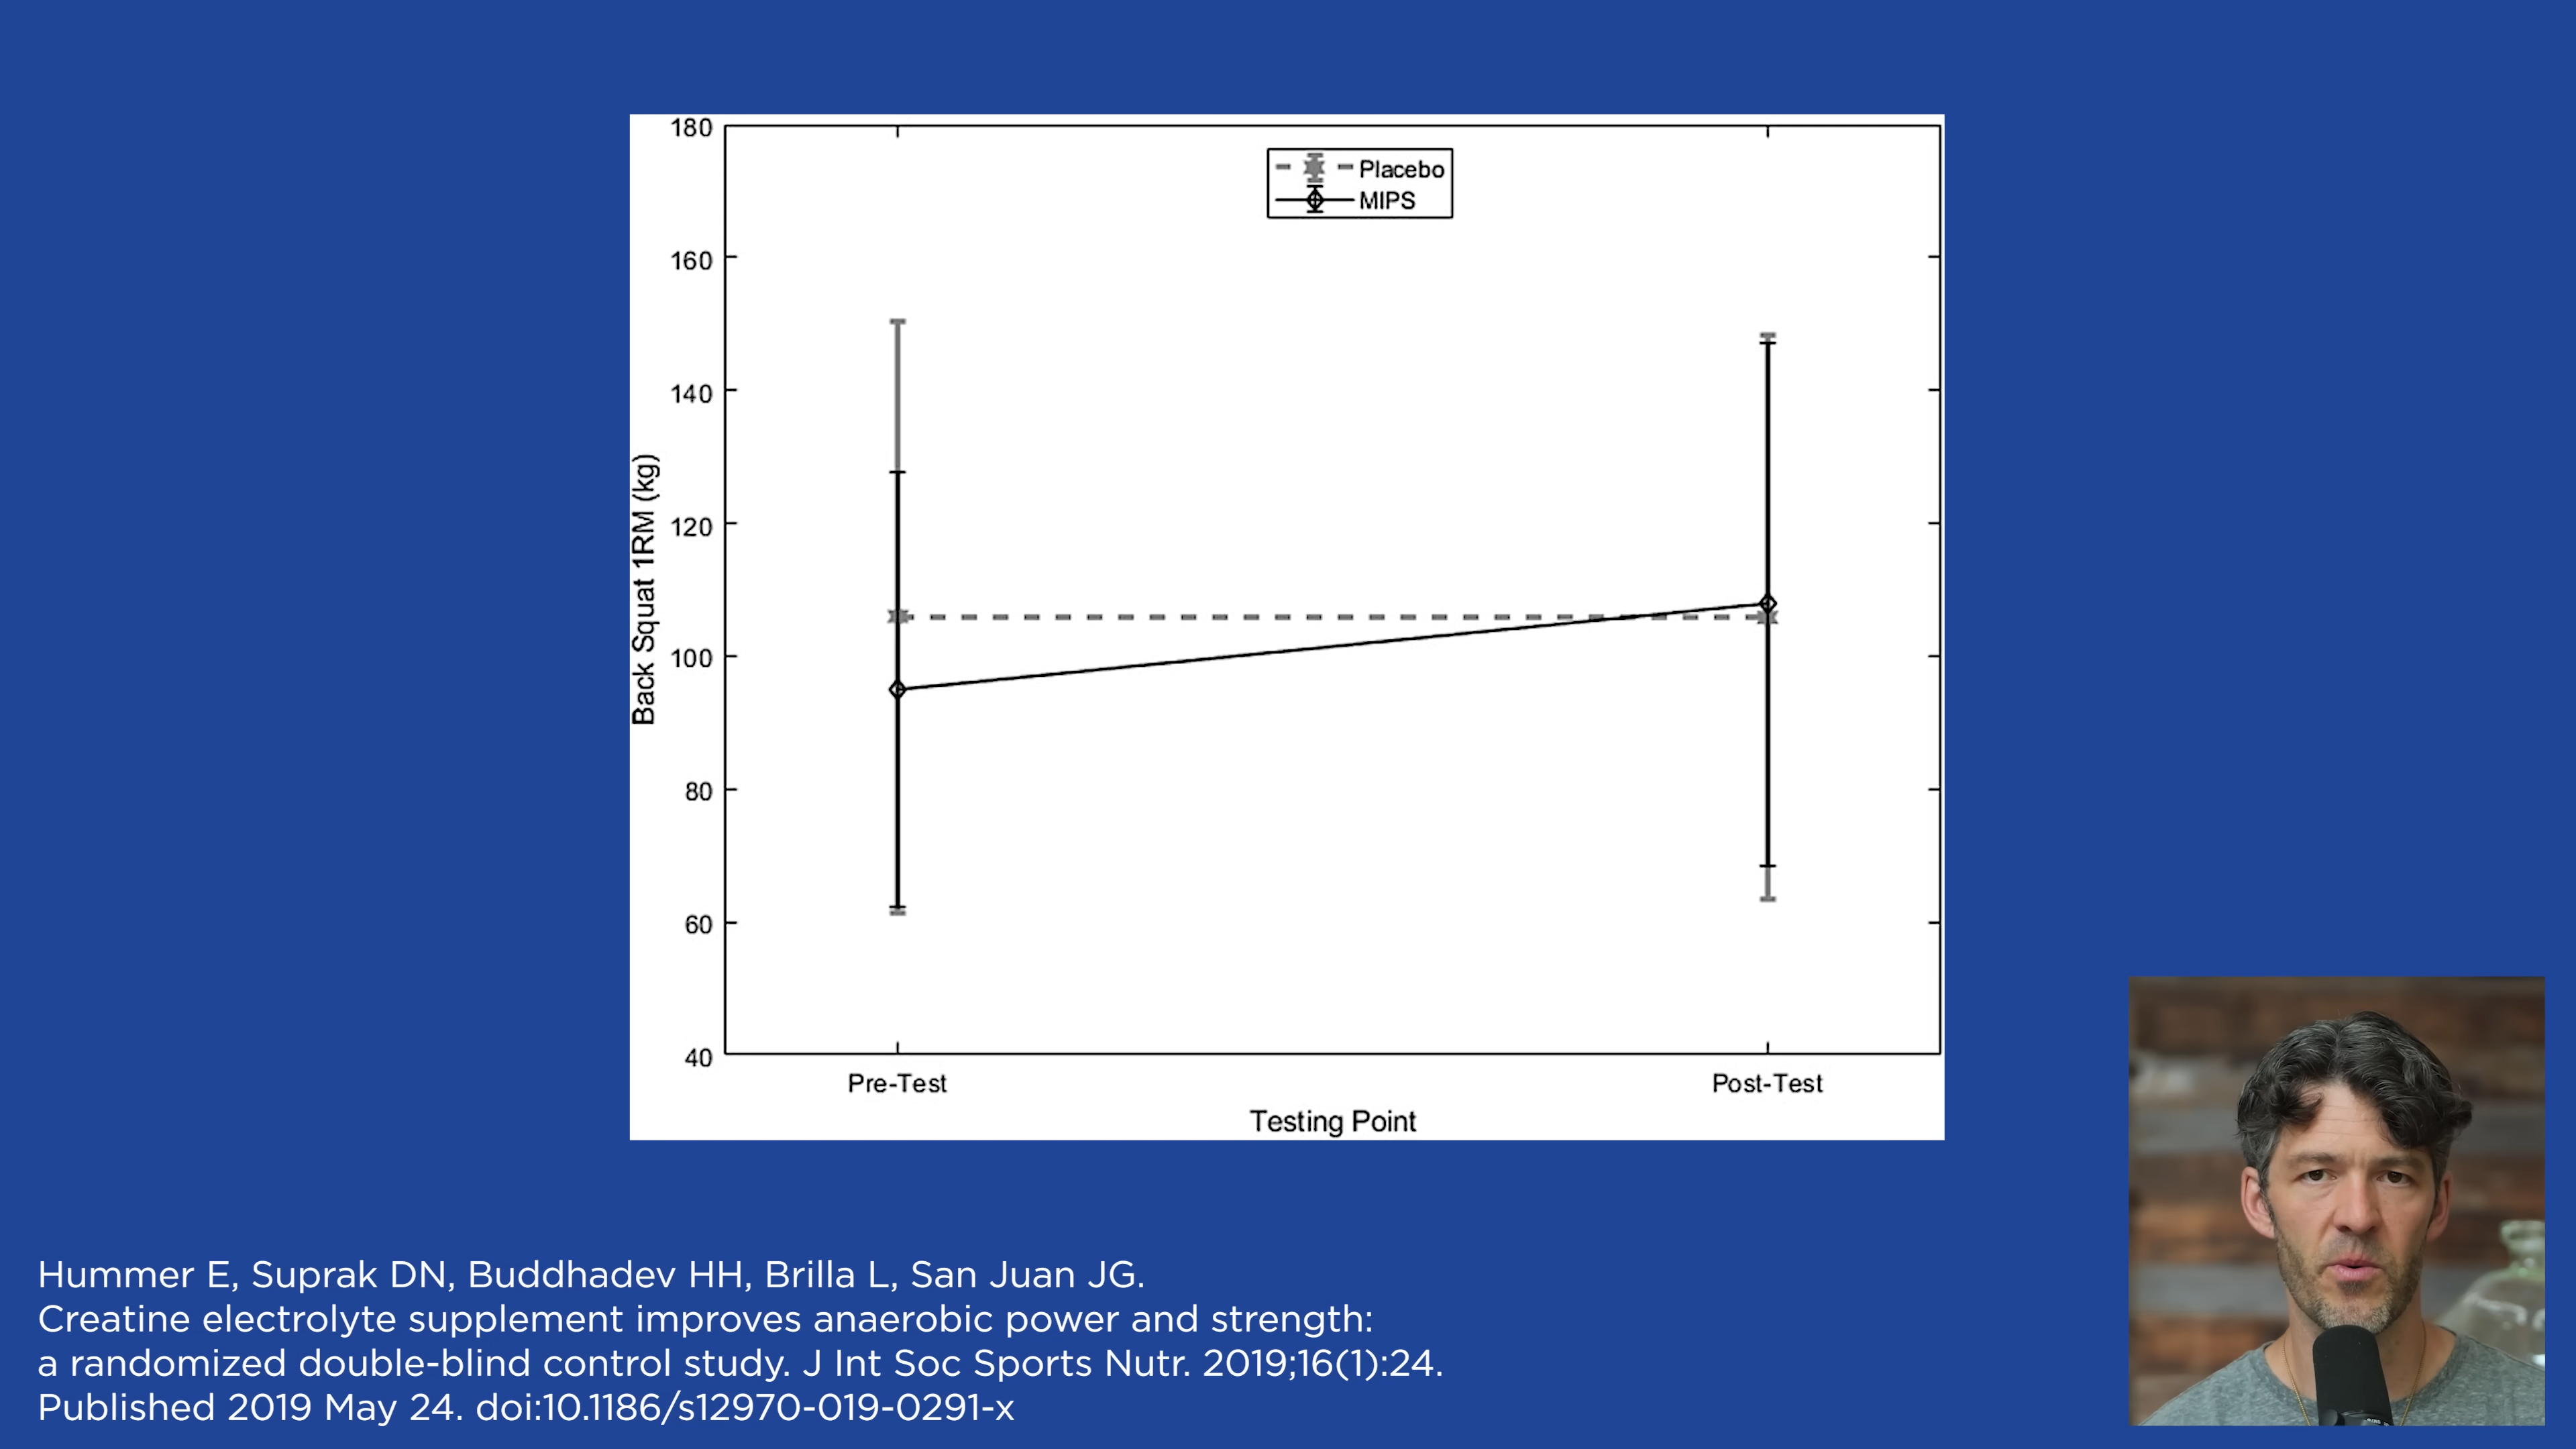 180
160
140
120
100
80
60
40
Back Squat 1RM (kg)
Placebo
MIPS
Pre-Test
Post-Test
Testing Point
Hummer E, Suprak DN, Buddhadev HH, Brilla L, San Juan JG.
Creatine electrolyte supplement improves anaerobic power and strength:
a randomized double-blind control study. J Int Soc Sports Nutr. 2019;16(1):24.
Published 2019 May 24. doi:10.1186/s12970-019-0291-x